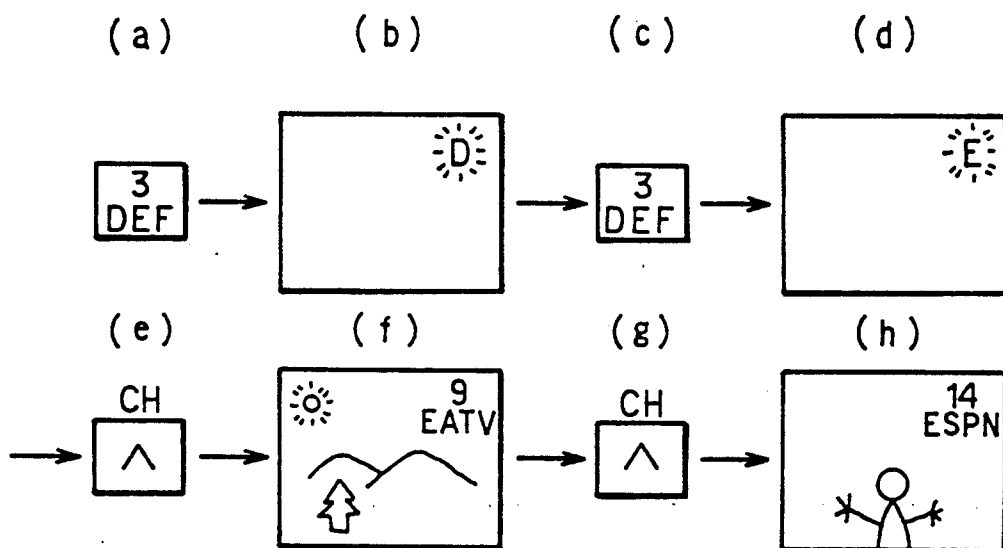 (a) (b) (c) (d)
3
DEF
D
3
DEF
E
(e) (f) (g) (h)
CH
9
EATV
CH
14
ESPN